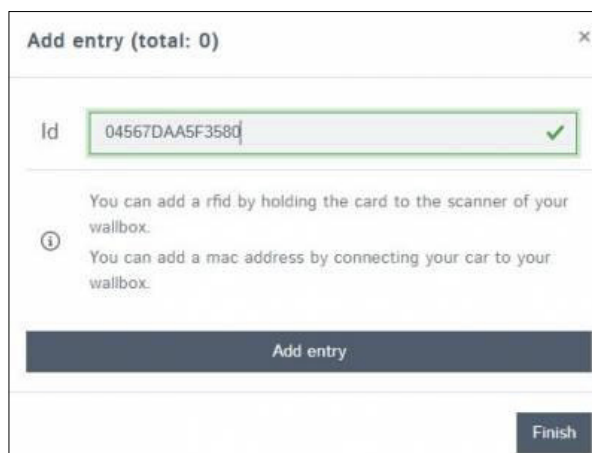 Add entry (total: 0)
×
Id
04567DAA5F3580
You can add a rfid by holding the card to the scanner of your
wallbox.
You can add a mac address by connecting your car to your
wallbox.
Add entry
Finish